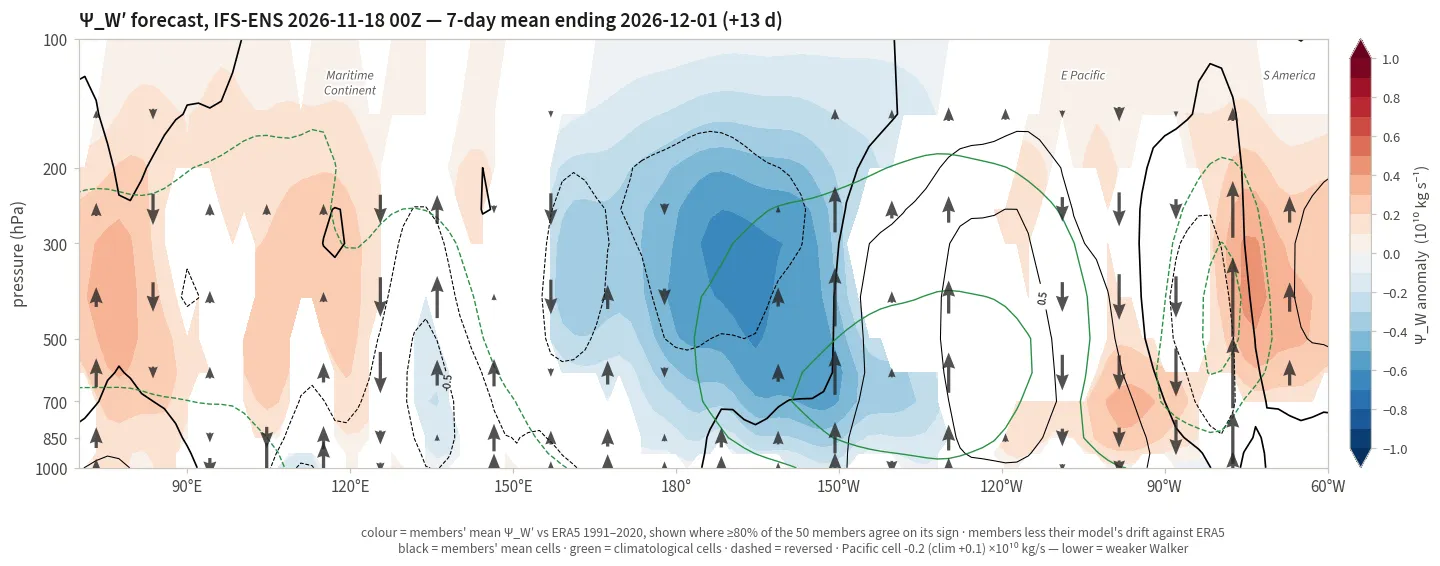 Ψ_W′ forecast, IFS-ENS 2026-11-18 00Z — 7-day mean ending 2026-12-01 (+13 d)
100
200
300
400
500
700
850
1000
pressure (hPa)
Maritime
Continent
E Pacific
S America
0.5
-0.5
90°E
120°E
150°E
180°
150°W
120°W
90°W
60°W
1.0
0.8
0.6
0.4
0.2
0.0
−0.2
−0.4
−0.6
−0.8
−1.0
Ψ_W anomaly (10¹⁰ kg s⁻¹)
colour = members' mean Ψ_W′ vs ERA5 1991–2020, shown where ≥80% of the 50 members agree on its sign · members less their model's drift against ERA5
black = members' mean cells · green = climatological cells · dashed = reversed · Pacific cell -0.2 (clim +0.1) ×10¹⁰ kg/s — lower = weaker Walker